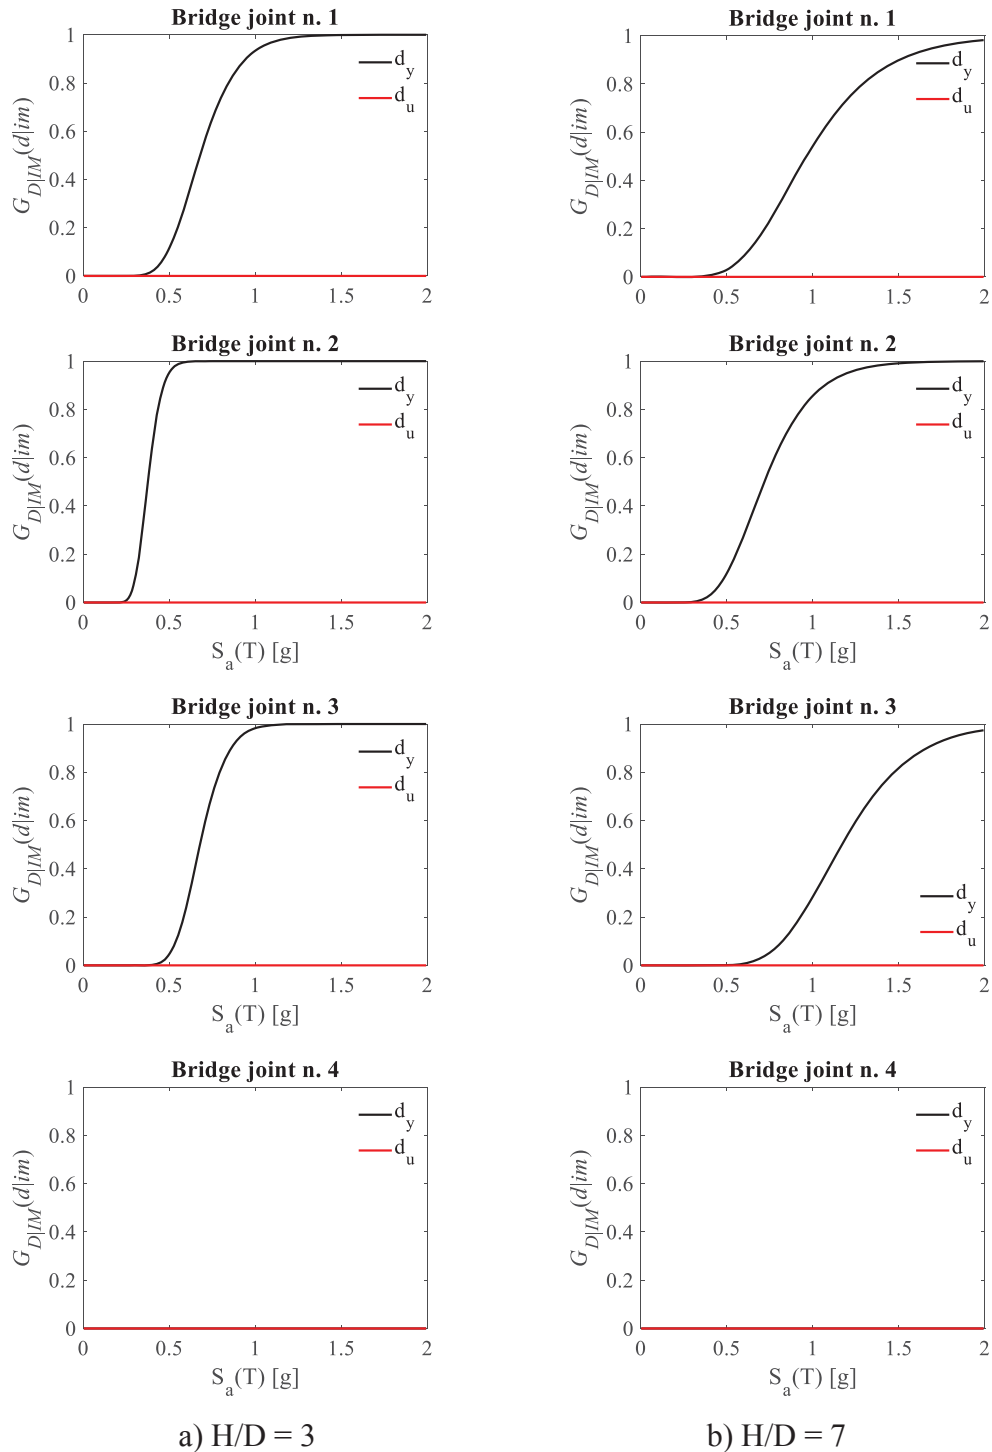 Bridge joint n. 1
G_{D|IM}(d|im)
1
0.8
0.6
0.4
0.2
0
0 0.5 1 1.5 2
d_y
d_u
Bridge joint n. 1
G_{D|IM}(d|im)
1
0.8
0.6
0.4
0.2
0
0 0.5 1 1.5 2
d_y
d_u
Bridge joint n. 2
G_{D|IM}(d|im)
1
0.8
0.6
0.4
0.2
0
0 0.5 1 1.5 2
S_a(T) [g]
d_y
d_u
Bridge joint n. 2
G_{D|IM}(d|im)
1
0.8
0.6
0.4
0.2
0
0 0.5 1 1.5 2
S_a(T) [g]
d_y
d_u
Bridge joint n. 3
G_{D|IM}(d|im)
1
0.8
0.6
0.4
0.2
0
0 0.5 1 1.5 2
S_a(T) [g]
d_y
d_u
Bridge joint n. 3
G_{D|IM}(d|im)
1
0.8
0.6
0.4
0.2
0
0 0.5 1 1.5 2
S_a(T) [g]
d_y
d_u
Bridge joint n. 4
G_{D|IM}(d|im)
1
0.8
0.6
0.4
0.2
0
0 0.5 1 1.5 2
S_a(T) [g]
d_y
d_u
Bridge joint n. 4
G_{D|IM}(d|im)
1
0.8
0.6
0.4
0.2
0
0 0.5 1 1.5 2
S_a(T) [g]
d_y
d_u
a) H/D = 3
b) H/D = 7